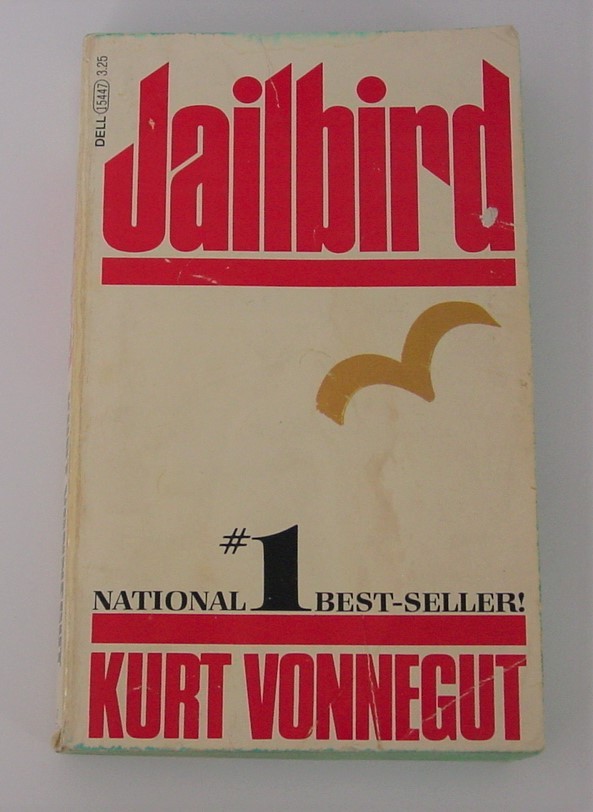 DELL 15447 3.25
Jailbird
#1
NATIONAL BEST-SELLER!
KURT VONNEGUT